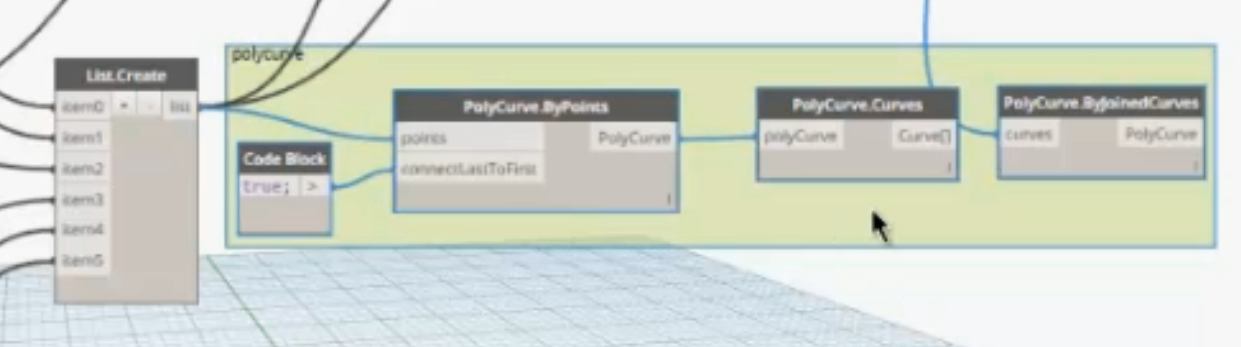 polycurve
List.Create
item0 + - list
item1
item2
item3
item4
item5
Code Block
true; >
PolyCurve.ByPoints
points PolyCurve
connectLastToFirst
PolyCurve.Curves
polyCurve Curve[]
PolyCurve.ByJoinedCurves
curves PolyCurve